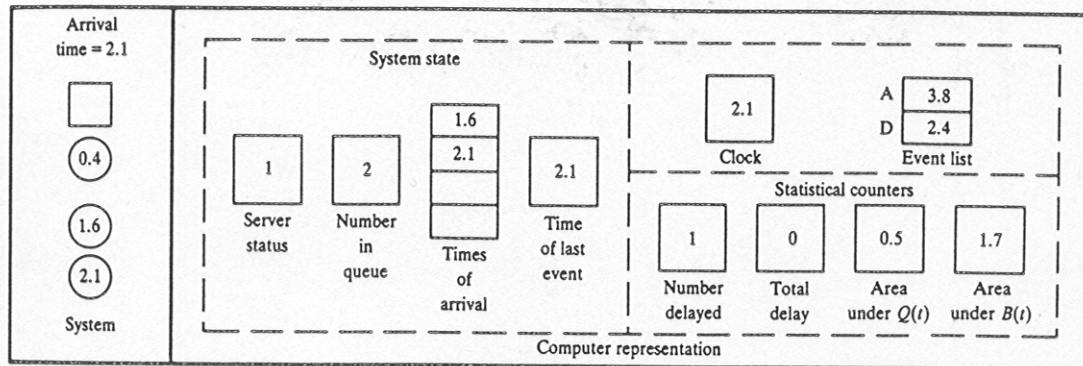 Arrival
time = 2.1
0.4
1.6
2.1
System
System state
1
Server
status
2
Number
in
queue
1.6
2.1
Times
of
arrival
2.1
Time
of last
event
2.1
Clock
A 3.8
D 2.4
Event list
Statistical counters
1
Number
delayed
0
Total
delay
0.5
Area
under Q(t)
1.7
Area
under B(t)
Computer representation